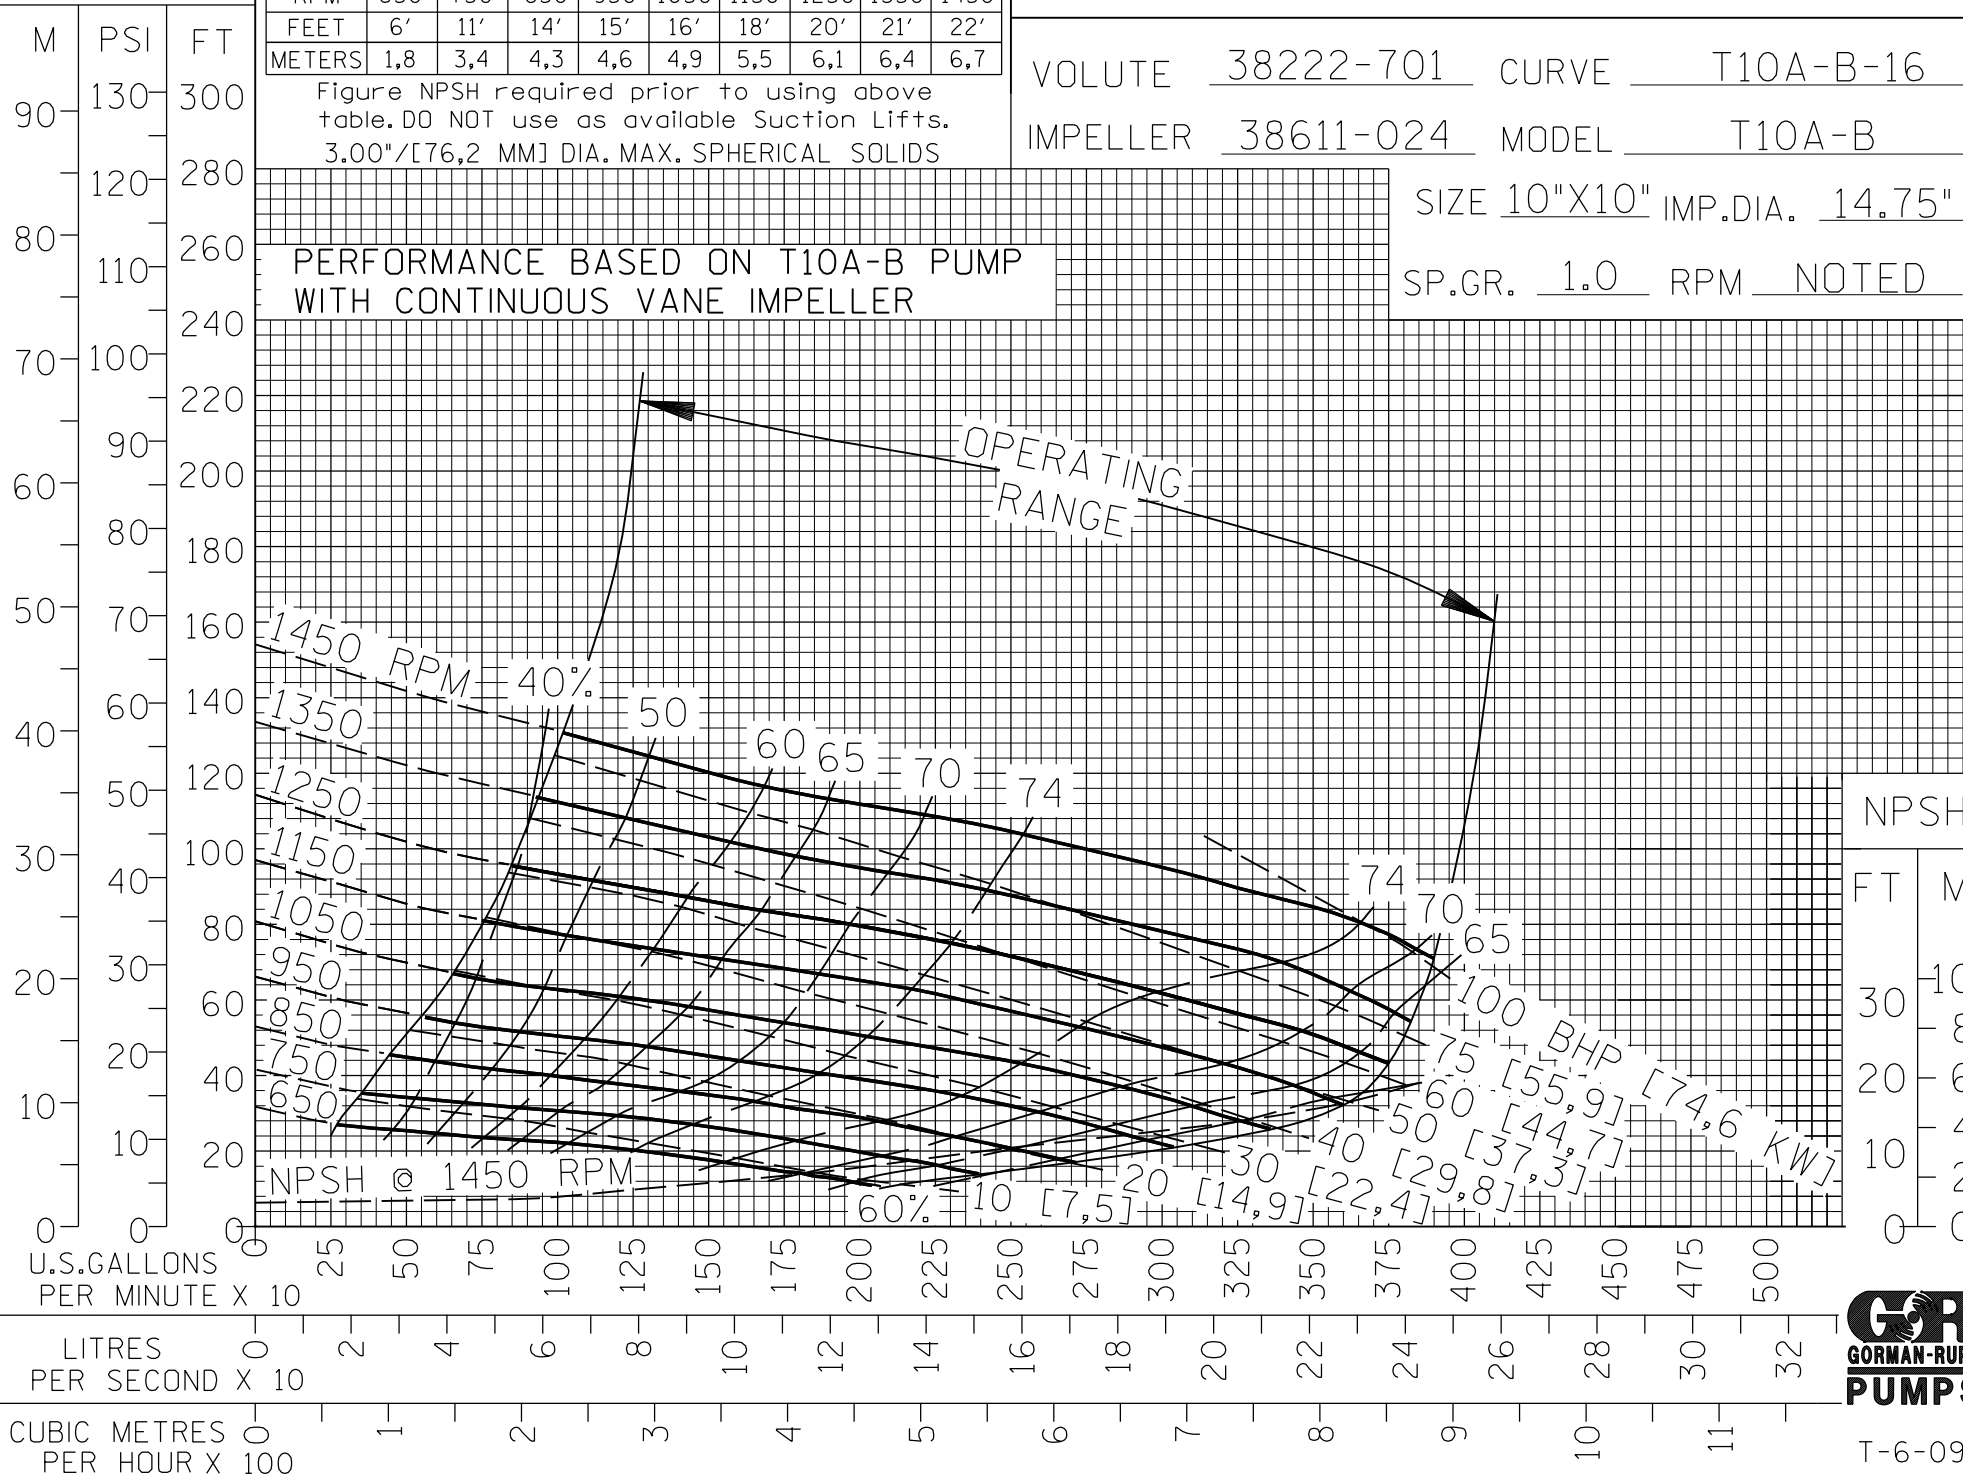 M PSI FT
FEET 6' 11' 14' 15' 16' 18' 20' 21' 22'
METERS 1,8 3,4 4,3 4,6 4,9 5,5 6,1 6,4 6,7
Figure NPSH required prior to using above
table. DO NOT use as available Suction Lifts.
3.00"/[76,2 MM] DIA. MAX. SPHERICAL SOLIDS
VOLUTE 38222-701 CURVE T10A-B-16
IMPELLER 38611-024 MODEL T10A-B
SIZE 10"X10" IMP.DIA. 14.75"
SP.GR. 1.0 RPM NOTED
PERFORMANCE BASED ON T10A-B PUMP
WITH CONTINUOUS VANE IMPELLER
90 80 70 60 50 40 30 20 10 0
130 120 110 100 90 80 70 60 50 40 30 20 10 0
300 280 260 240 220 200 180 160 140 120 100 80 60 40 20 0
OPERATING
RANGE
1450 RPM
1350
1250
1150
1050
950
850
750
650
40% 50 60 65 70 74
74 70 65
100 BHP [74,6 KW]
75 [55,9]
60 [44,7]
50 [37,3]
40 [29,8]
30 [22,4]
20 [14,9]
10 [7,5]
60%
NPSH @ 1450 RPM
NPSH
FT
30 20 10 0
U.S.GALLONS
PER MINUTE X 10
0 25 50 75 100 125 150 175 200 225 250 275 300 325 350 375 400 425 450 475 500
LITRES
PER SECOND X 10
0 2 4 6 8 10 12 14 16 18 20 22 24 26 28 30 32
CUBIC METRES
PER HOUR X 100
0 1 2 3 4 5 6 7 8 9 10 11
GORMAN-RUP
PUMPS
T-6-09